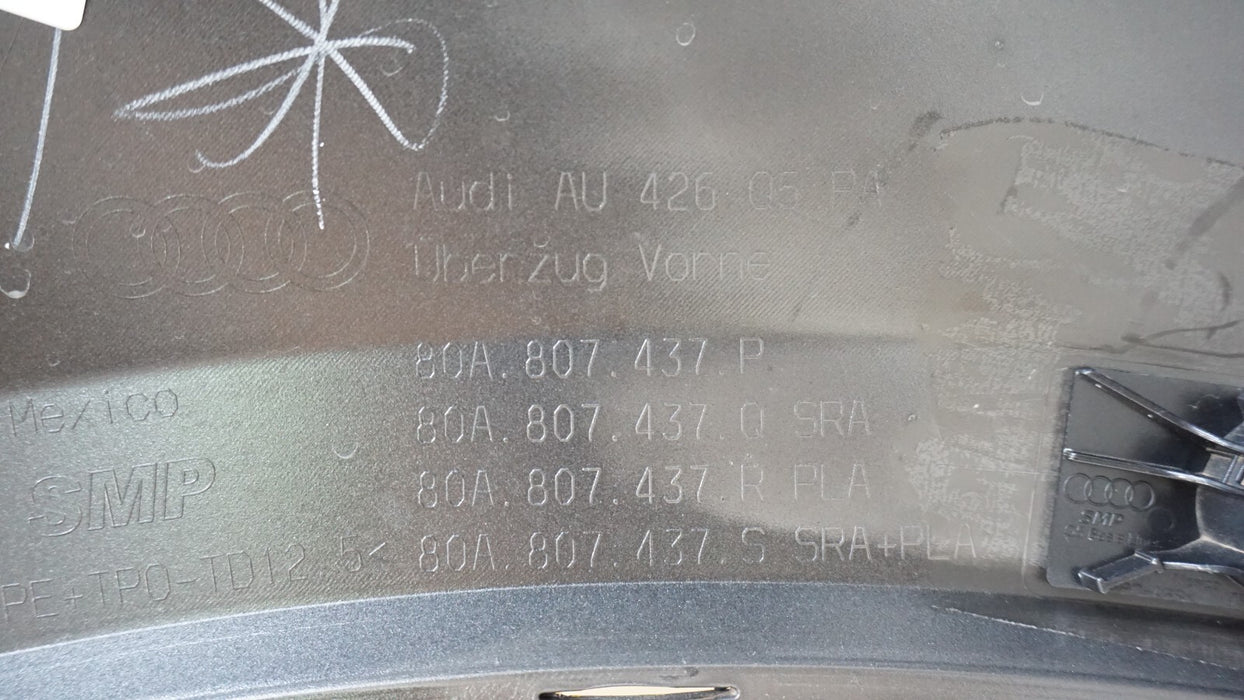 Audi AU 426 Q5 PA
Überzug Vorne
80A.807.437.P
80A.807.437.Q SRA
80A.807.437.R PLA
80A.807.437.S SRA+PLA
Mexico
SMP
PE+TPO-TD12.5<
SMP